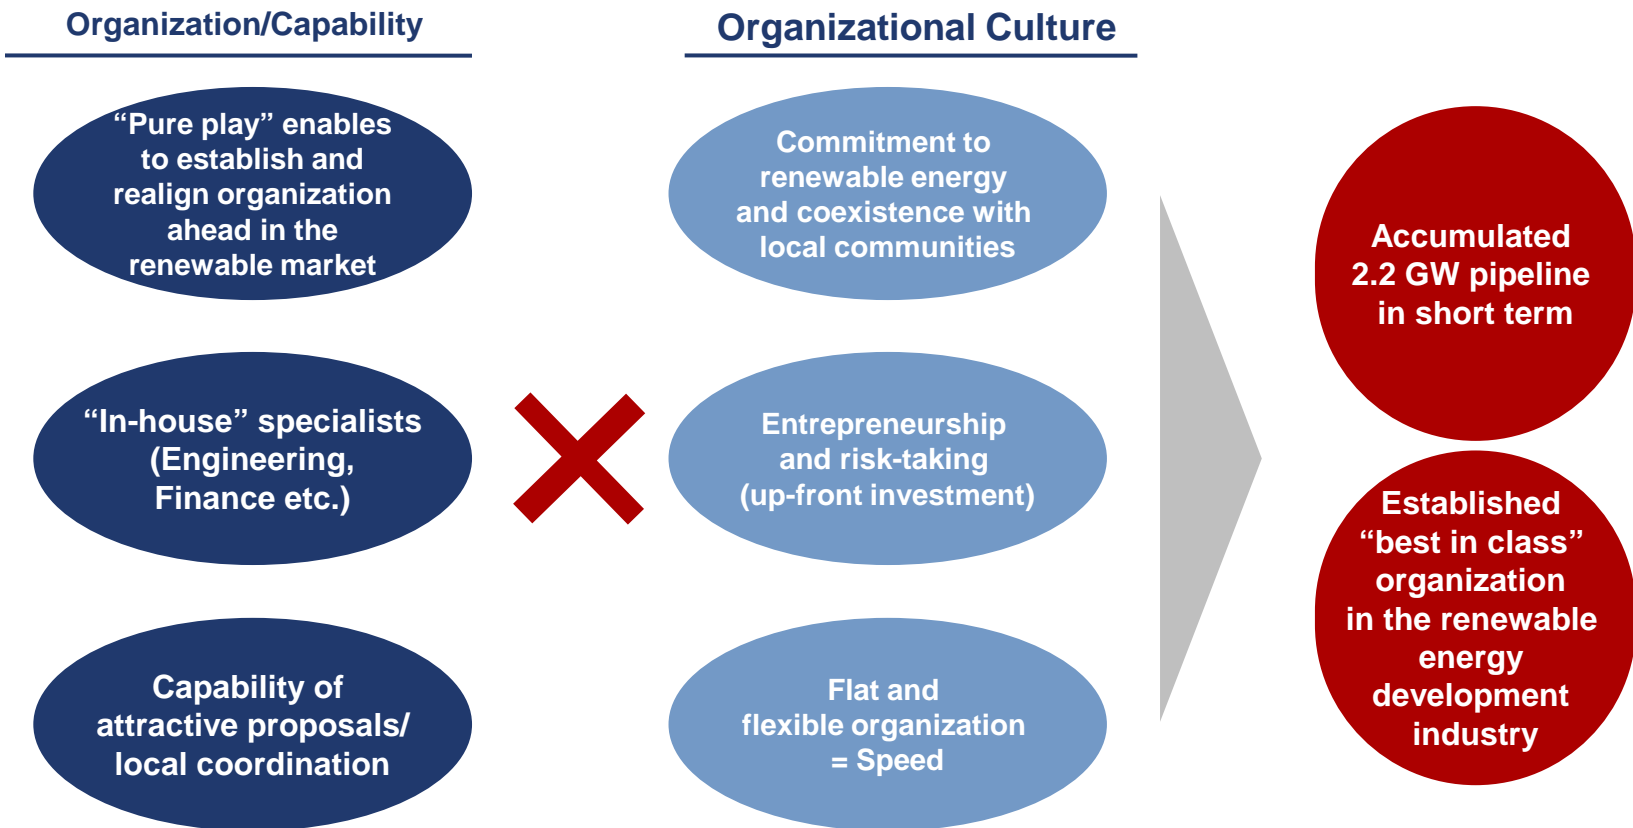 Organization/Capability
Organizational Culture
“Pure play” enables
to establish and
realign organization
ahead in the
renewable market
“In-house” specialists
(Engineering,
Finance etc.)
Capability of
attractive proposals/
local coordination
Commitment to
renewable energy
and coexistence with
local communities
Entrepreneurship
and risk-taking
(up-front investment)
Flat and
flexible organization
= Speed
Accumulated
2.2 GW pipeline
in short term
Established
“best in class”
organization
in the renewable
energy
development
industry